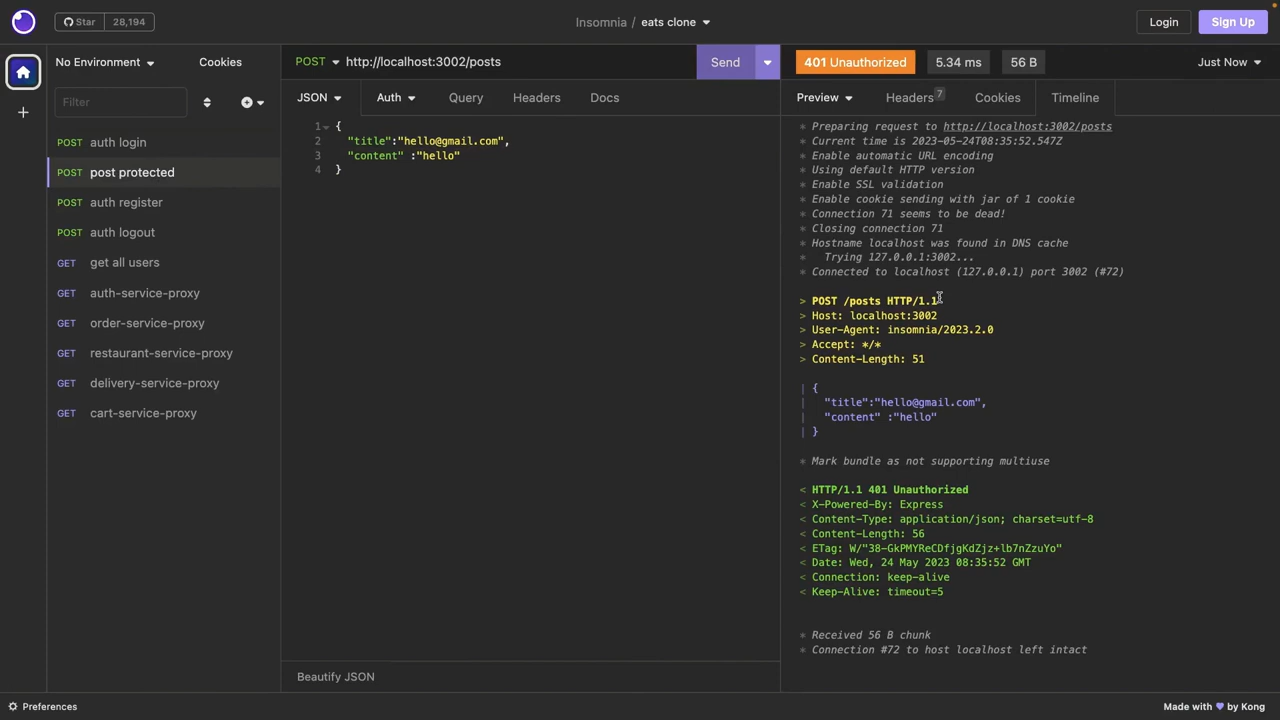 Star 28,194
Insomnia / eats clone
Login
Sign Up
No Environment
Cookies
Filter
POST auth login
POST post protected
POST auth register
POST auth logout
GET get all users
GET auth-service-proxy
GET order-service-proxy
GET restaurant-service-proxy
GET delivery-service-proxy
GET cart-service-proxy
POST http://localhost:3002/posts
Send
JSON Auth Query Headers Docs
1 {
2 "title":"hello@gmail.com",
3 "content" :"hello"
4 }
Beautify JSON
401 Unauthorized 5.34 ms 56 B Just Now
Preview Headers 7 Cookies Timeline
* Preparing request to http://localhost:3002/posts
* Current time is 2023-05-24T08:35:52.547Z
* Enable automatic URL encoding
* Using default HTTP version
* Enable SSL validation
* Enable cookie sending with jar of 1 cookie
* Connection 71 seems to be dead!
* Closing connection 71
* Hostname localhost was found in DNS cache
* Trying 127.0.0.1:3002...
* Connected to localhost (127.0.0.1) port 3002 (#72)
> POST /posts HTTP/1.1
> Host: localhost:3002
> User-Agent: insomnia/2023.2.0
> Accept: */*
> Content-Length: 51
| {
| "title":"hello@gmail.com",
| "content" :"hello"
| }
* Mark bundle as not supporting multiuse
< HTTP/1.1 401 Unauthorized
< X-Powered-By: Express
< Content-Type: application/json; charset=utf-8
< Content-Length: 56
< ETag: W/"38-GkPMYReCDfjgKdZjz+lb7nZzuYo"
< Date: Wed, 24 May 2023 08:35:52 GMT
< Connection: keep-alive
< Keep-Alive: timeout=5
* Received 56 B chunk
* Connection #72 to host localhost left intact
Preferences
Made with ♥ by Kong